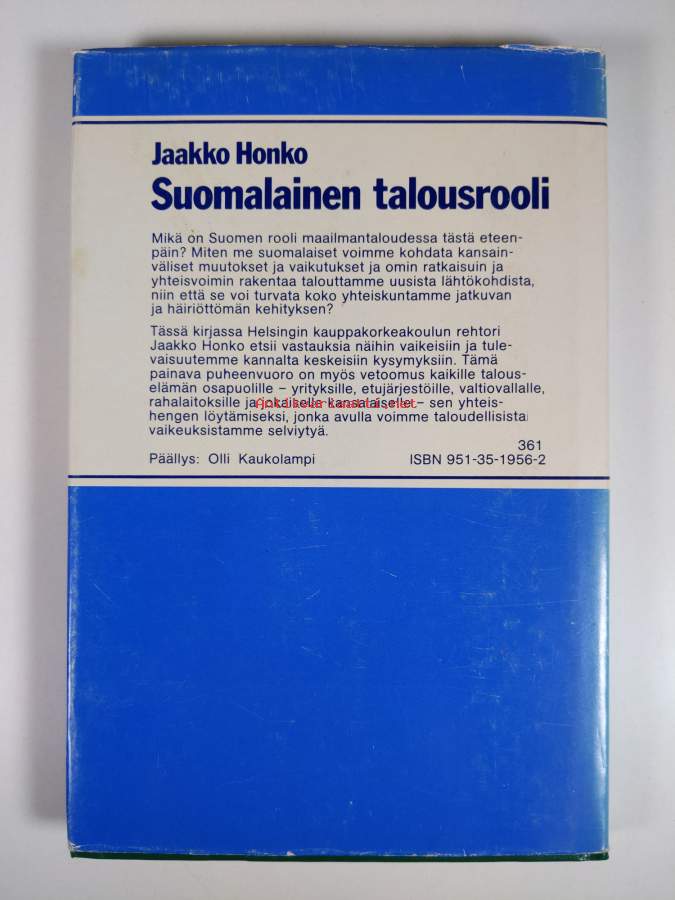 Jaakko Honko
Suomalainen talousrooli
Mikä on Suomen rooli maailmantaloudessa tästä eteen-
päin? Miten me suomalaiset voimme kohdata kansain-
väliset muutokset ja vaikutukset ja omin ratkaisuin ja
yhteisvoimin rakentaa talouttamme uusista lähtökohdista,
niin että se voi turvata koko yhteiskuntamme jatkuvan
ja häiriöttömän kehityksen?
Tässä kirjassa Helsingin kauppakorkeakoulun rehtori
Jaakko Honko etsii vastauksia näihin vaikeisiin ja tule-
vaisuutemme kannalta keskeisiin kysymyksiin. Tämä
painava puheenvuoro on myös vetoomus kaikille talous-
elämän osapuolille – yrityksille, etujärjestöille, valtiovallalle,
rahalaitoksille ja jokaiselle kansalaiselle – sen yhteis-
hengen löytämiseksi, jonka avulla voimme taloudellisista
vaikeuksistamme selviytyä.
361
Päällys: Olli Kaukolampi ISBN 951-35-1956-2
Antikvariaatti.net